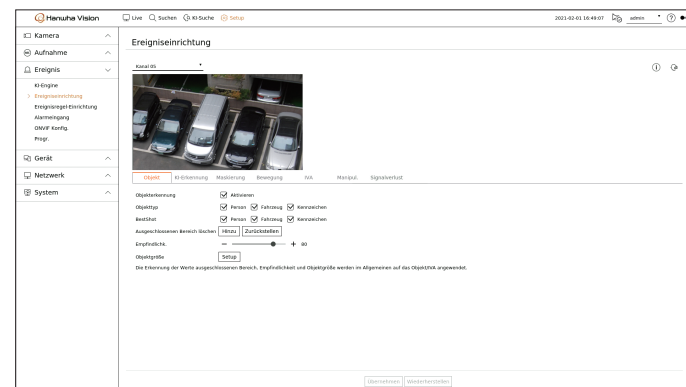 Hanwha Vision
Live Suchen KI-Suche Setup
2021-02-01 16:49:07 admin
Kamera
Aufnahme
Ereignis
KI-Engine
Ereigniseinrichtung
Ereignisregel-Einrichtung
Alarmeingang
ONVIF Konfig.
Progr.
Gerät
Netzwerk
System
Ereigniseinrichtung
Kanal 05
Objekt KI-Erkennung Maskierung Bewegung IVA Manipul. Signalverlust
Objekterkennung Aktivieren
Objekttyp Person Fahrzeug Kennzeichen
BestShot Person Fahrzeug Kennzeichen
Ausgeschlossenen Bereich löschen Hinzu Zurückstellen
Empfindlichk. − + 80
Objektgröße Setup
Die Erkennung der Werte ausgeschlossenen Bereich, Empfindlichkeit und Objektgröße werden im Allgemeinen auf das Objekt/IVA angewendet.
Übernehmen Wiederherstellen